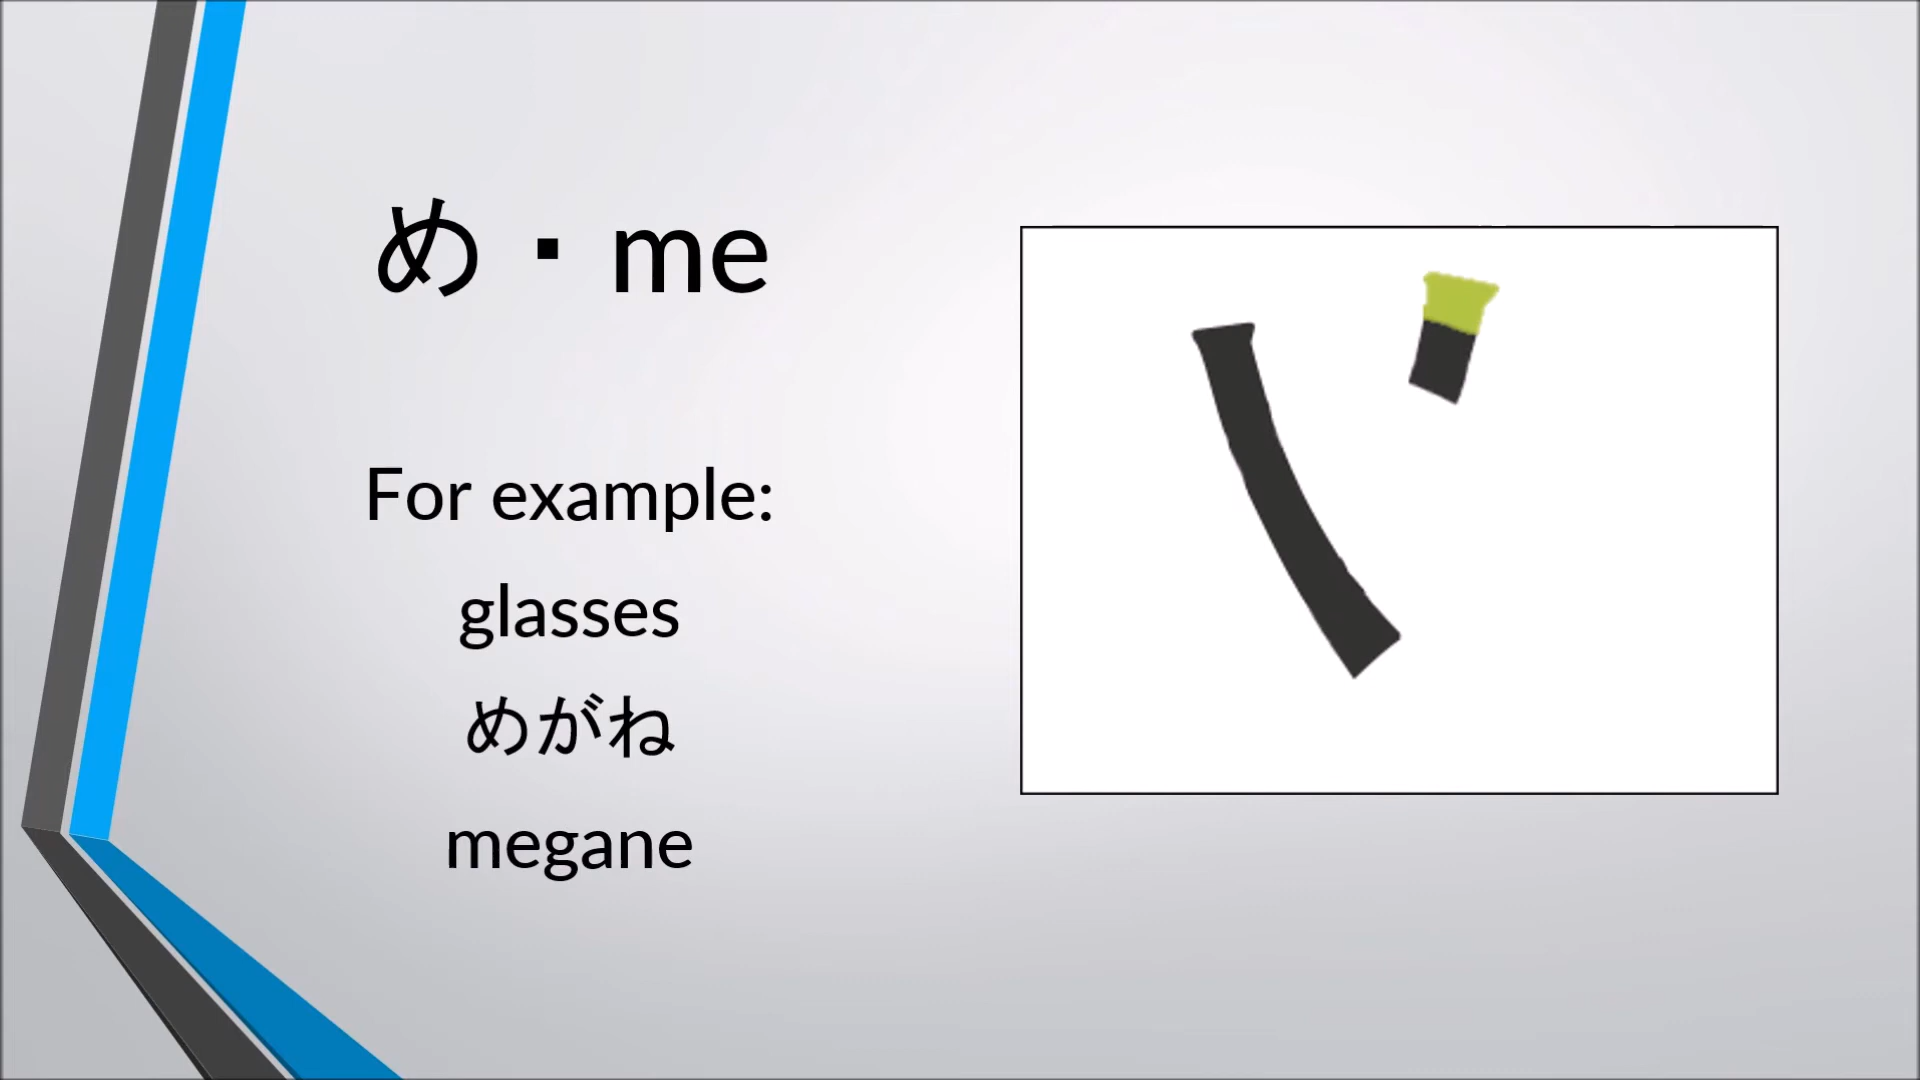 め・me
For example:
glasses
めがね
megane